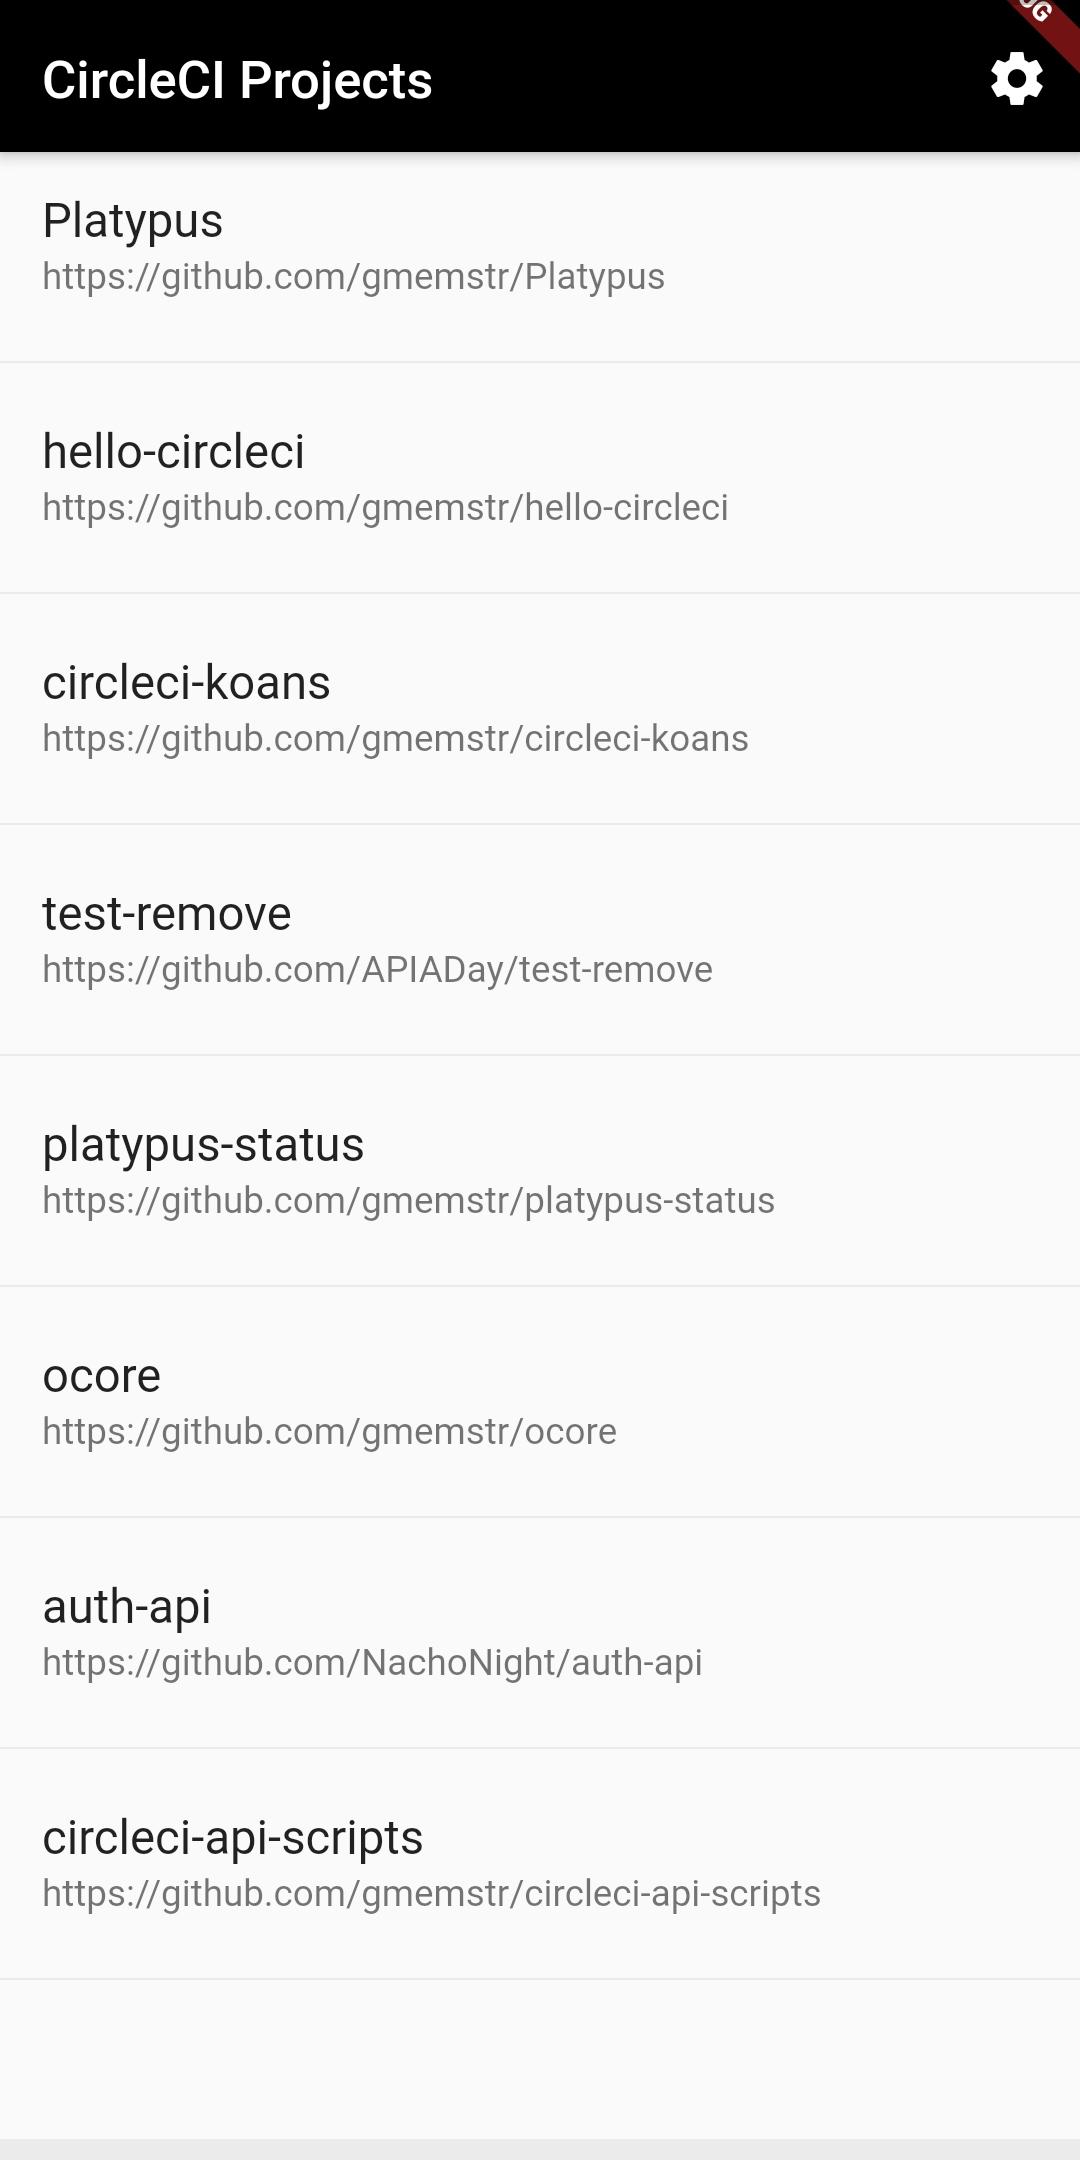 CircleCI Projects
Platypus
https://github.com/gmemstr/Platypus
hello-circleci
https://github.com/gmemstr/hello-circleci
circleci-koans
https://github.com/gmemstr/circleci-koans
test-remove
https://github.com/APIADay/test-remove
platypus-status
https://github.com/gmemstr/platypus-status
ocore
https://github.com/gmemstr/ocore
auth-api
https://github.com/NachoNight/auth-api
circleci-api-scripts
https://github.com/gmemstr/circleci-api-scripts